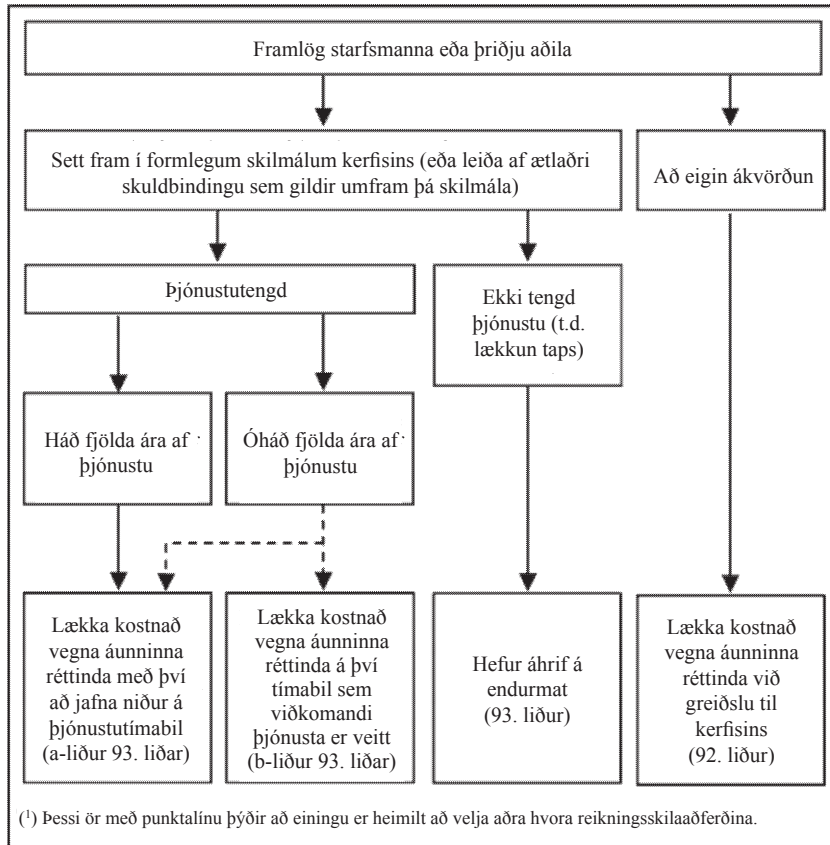 Framlög starfsmanna eða þriðju aðila
Sett fram í formlegum skilmálum kerfisins (eða leiða af ætlaðri
skuldbindingu sem gildir umfram þá skilmála)
Að eigin ákvörðun
Þjónustutengd
Ekki tengd
þjónustu (t.d.
lækkun taps)
Háð fjölda ára af
þjónustu
Óháð fjölda ára af
þjónustu
Lækka kostnað
vegna áunninna
réttinda með því
að jafna niður á
þjónustutímabil
(a-liður 93. liðar)
Lækka kostnað
vegna áunninna
réttinda á því
tímabil sem
viðkomandi
þjónusta er veitt
(b-liður 93. liðar)
Hefur áhrif á
endurmat
(93. liður)
Lækka kostnað
vegna áunninna
réttinda við
greiðslu til
kerfisins
(92. liður)
(¹) Þessi ör með punktalínu þýðir að einingu er heimilt að velja aðra hvora reikningsskilaaðferðina.